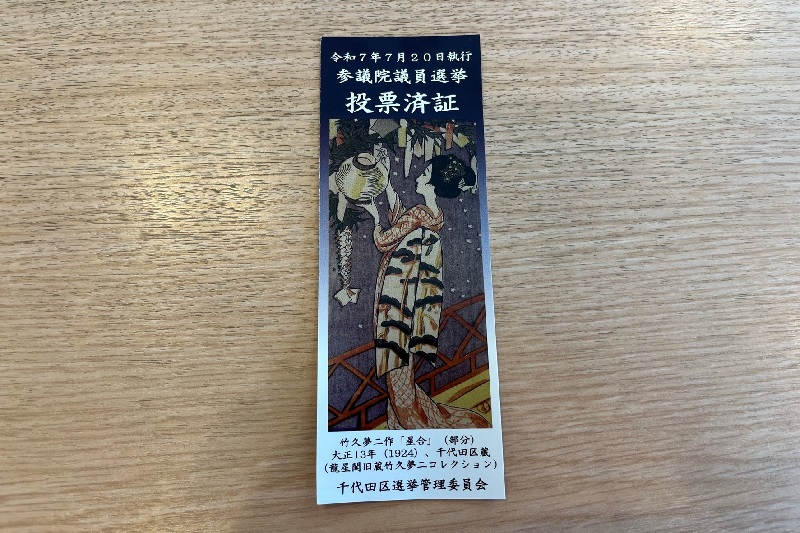 令和７年７月２０日執行
参議院議員選挙
投票済証
竹久夢二作「星合」（部分）
大正13年（1924）、千代田区蔵
（龍星閣旧蔵竹久夢二コレクション）
千代田区選挙管理委員会